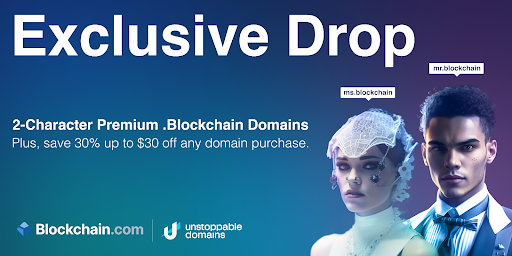 Exclusive Drop
mr.blockchain
ms.blockchain
2-Character Premium .Blockchain Domains
Plus, save 30% up to $30 off any domain purchase.
Blockchain.com
unstoppable
domains